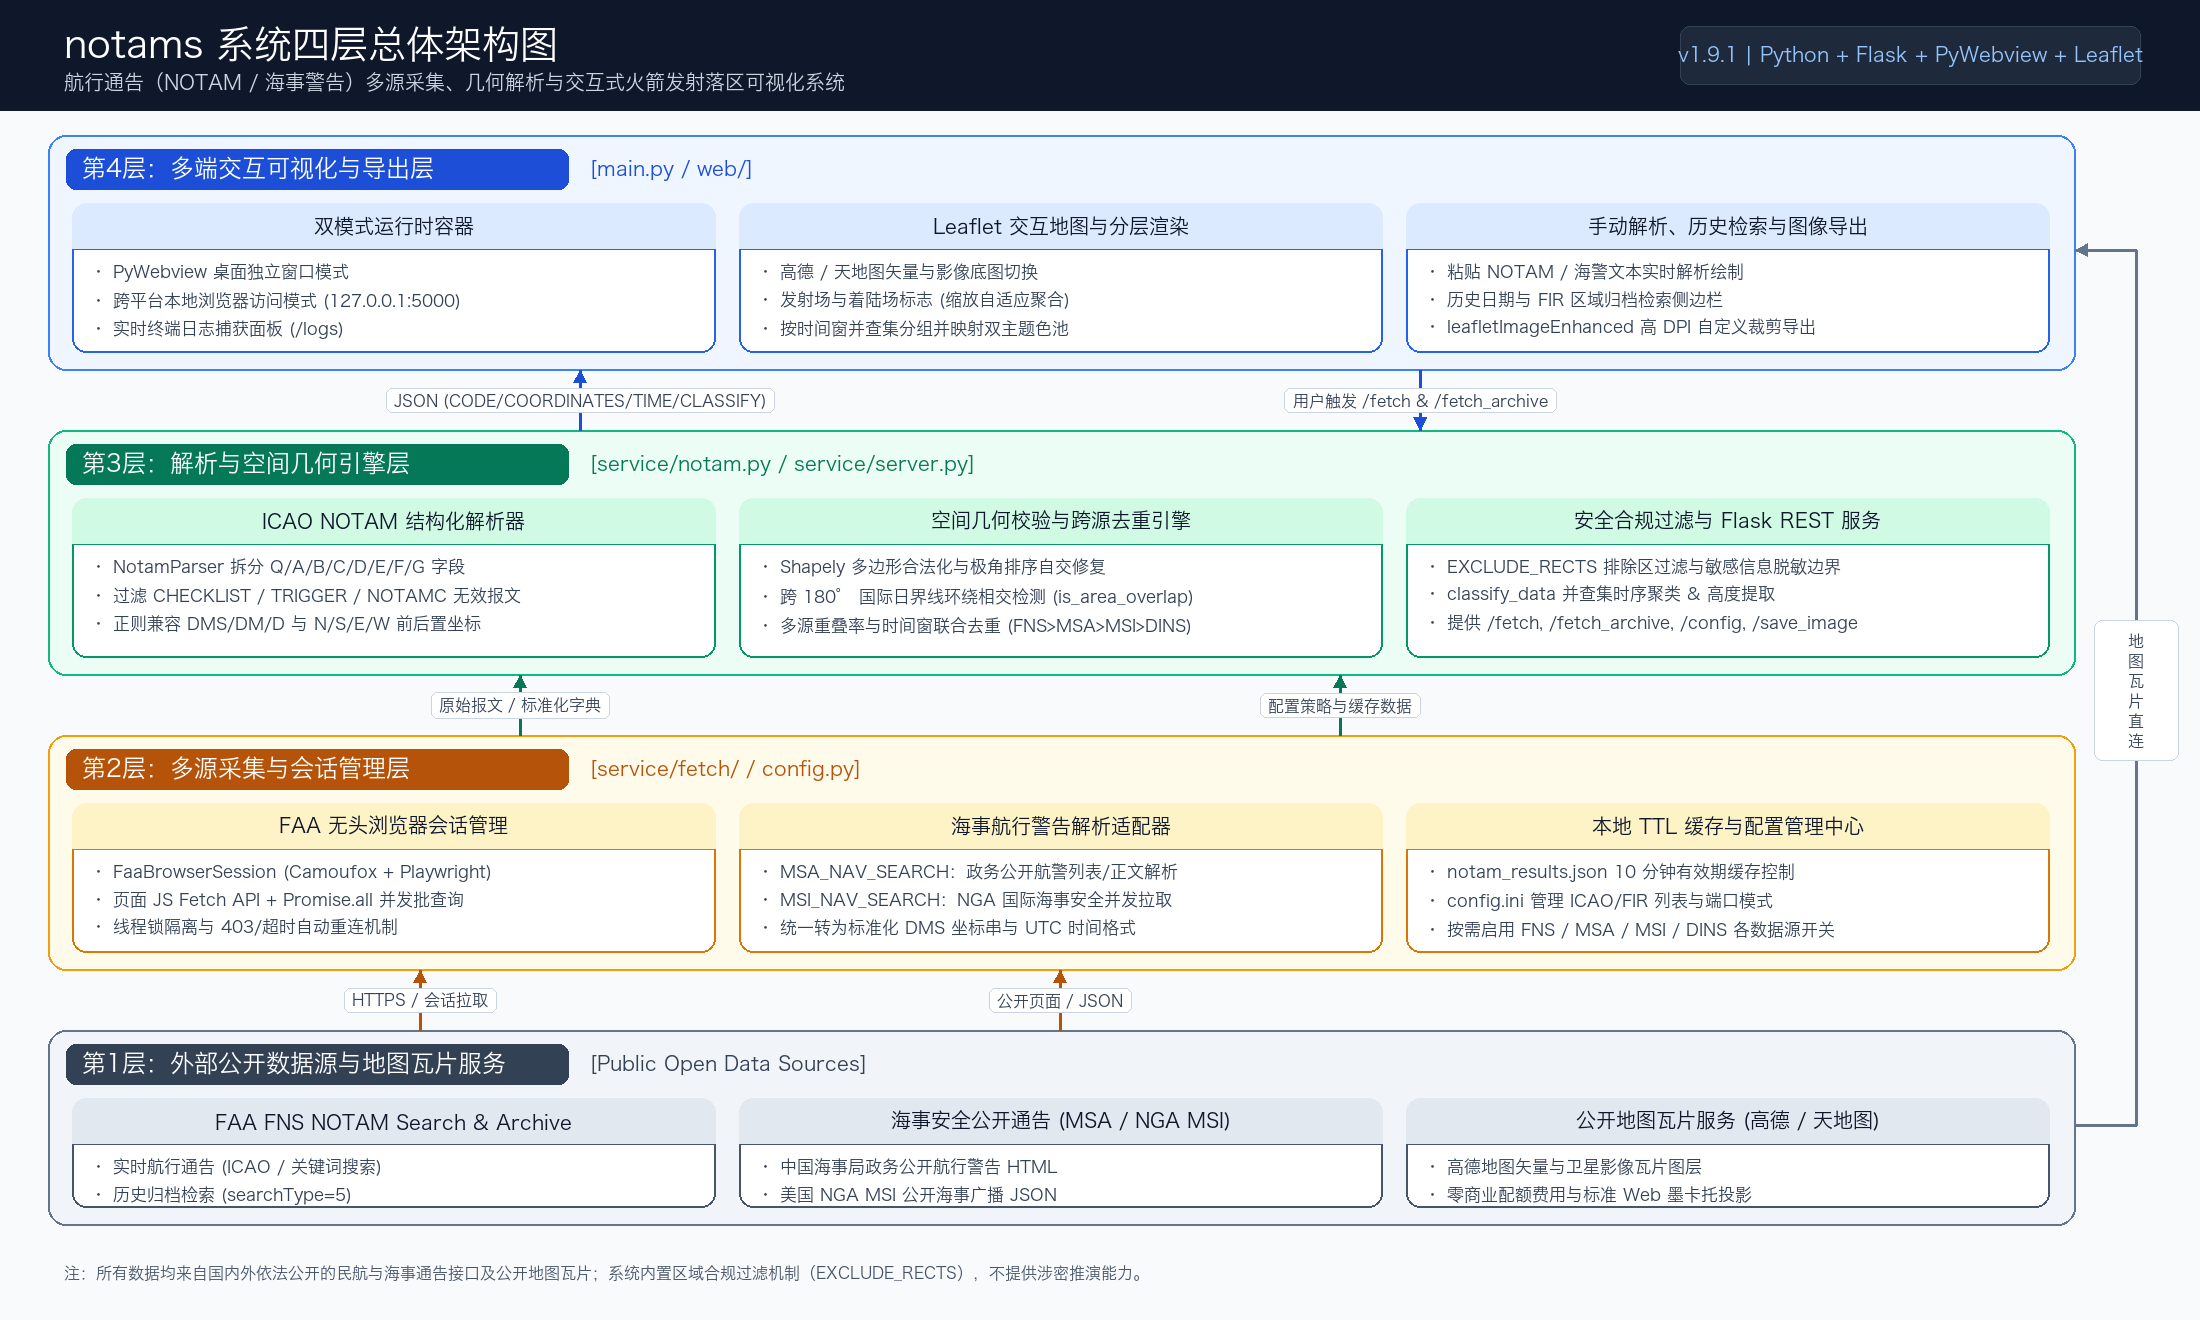 notams 系统四层总体架构图
航行通告（NOTAM / 海事警告）多源采集、几何解析与交互式火箭发射落区可视化系统
v1.9.1 | Python + Flask + PyWebview + Leaflet
第4层：多端交互可视化与导出层
[main.py / web/]
双模式运行时容器
· PyWebview 桌面独立窗口模式
· 跨平台本地浏览器访问模式 (127.0.0.1:5000)
· 实时终端日志捕获面板 (/logs)
Leaflet 交互地图与分层渲染
· 高德 / 天地图矢量与影像底图切换
· 发射场与着陆场标志 (缩放自适应聚合)
· 按时间窗并查集分组并映射双主题色池
手动解析、历史检索与图像导出
· 粘贴 NOTAM / 海警文本实时解析绘制
· 历史日期与 FIR 区域归档检索侧边栏
· leafletImageEnhanced 高 DPI 自定义裁剪导出
JSON (CODE/COORDINATES/TIME/CLASSIFY)
用户触发 /fetch & /fetch_archive
第3层：解析与空间几何引擎层
[service/notam.py / service/server.py]
ICAO NOTAM 结构化解析器
· NotamParser 拆分 Q/A/B/C/D/E/F/G 字段
· 过滤 CHECKLIST / TRIGGER / NOTAMC 无效报文
· 正则兼容 DMS/DM/D 与 N/S/E/W 前后置坐标
空间几何校验与跨源去重引擎
· Shapely 多边形合法化与极角排序自交修复
· 跨 180° 国际日界线环绕相交检测 (is_area_overlap)
· 多源重叠率与时间窗联合去重 (FNS>MSA>MSI>DINS)
安全合规过滤与 Flask REST 服务
· EXCLUDE_RECTS 排除区过滤与敏感信息脱敏边界
· classify_data 并查集时序聚类 & 高度提取
· 提供 /fetch, /fetch_archive, /config, /save_image
地图瓦片直连
原始报文 / 标准化字典
配置策略与缓存数据
第2层：多源采集与会话管理层
[service/fetch/ / config.py]
FAA 无头浏览器会话管理
· FaaBrowserSession (Camoufox + Playwright)
· 页面 JS Fetch API + Promise.all 并发批查询
· 线程锁隔离与 403/超时自动重连机制
海事航行警告解析适配器
· MSA_NAV_SEARCH：政务公开航警列表/正文解析
· MSI_NAV_SEARCH：NGA 国际海事安全并发拉取
· 统一转为标准化 DMS 坐标串与 UTC 时间格式
本地 TTL 缓存与配置管理中心
· notam_results.json 10 分钟有效期缓存控制
· config.ini 管理 ICAO/FIR 列表与端口模式
· 按需启用 FNS / MSA / MSI / DINS 各数据源开关
HTTPS / 会话拉取
公开页面 / JSON
第1层：外部公开数据源与地图瓦片服务
[Public Open Data Sources]
FAA FNS NOTAM Search & Archive
· 实时航行通告 (ICAO / 关键词搜索)
· 历史归档检索 (searchType=5)
海事安全公开通告 (MSA / NGA MSI)
· 中国海事局政务公开航行警告 HTML
· 美国 NGA MSI 公开海事广播 JSON
公开地图瓦片服务 (高德 / 天地图)
· 高德地图矢量与卫星影像瓦片图层
· 零商业配额费用与标准 Web 墨卡托投影
注：所有数据均来自国内外依法公开的民航与海事通告接口及公开地图瓦片；系统内置区域合规过滤机制（EXCLUDE_RECTS），不提供涉密推演能力。